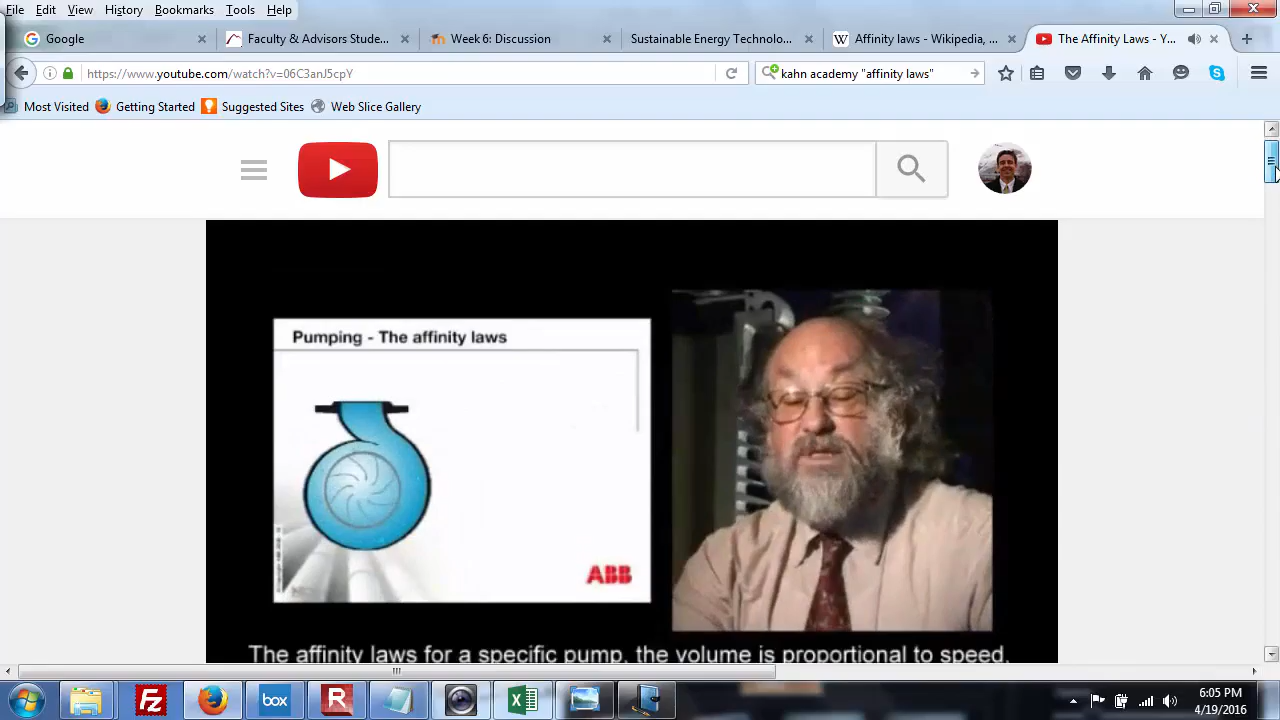 File Edit View History Bookmarks Tools Help
Google
Faculty & Advisors Stude...
Week 6: Discussion
Sustainable Energy Technolo...
Affinity laws - Wikipedia, ...
The Affinity Laws - Y...
https://www.youtube.com/watch?v=06C3anJ5cpY
kahn academy "affinity laws"
Most Visited
Getting Started
Suggested Sites
Web Slice Gallery
Pumping - The affinity laws
ABB
The affinity laws for a specific pump, the volume is proportional to speed,
box
6:05 PM
4/19/2016